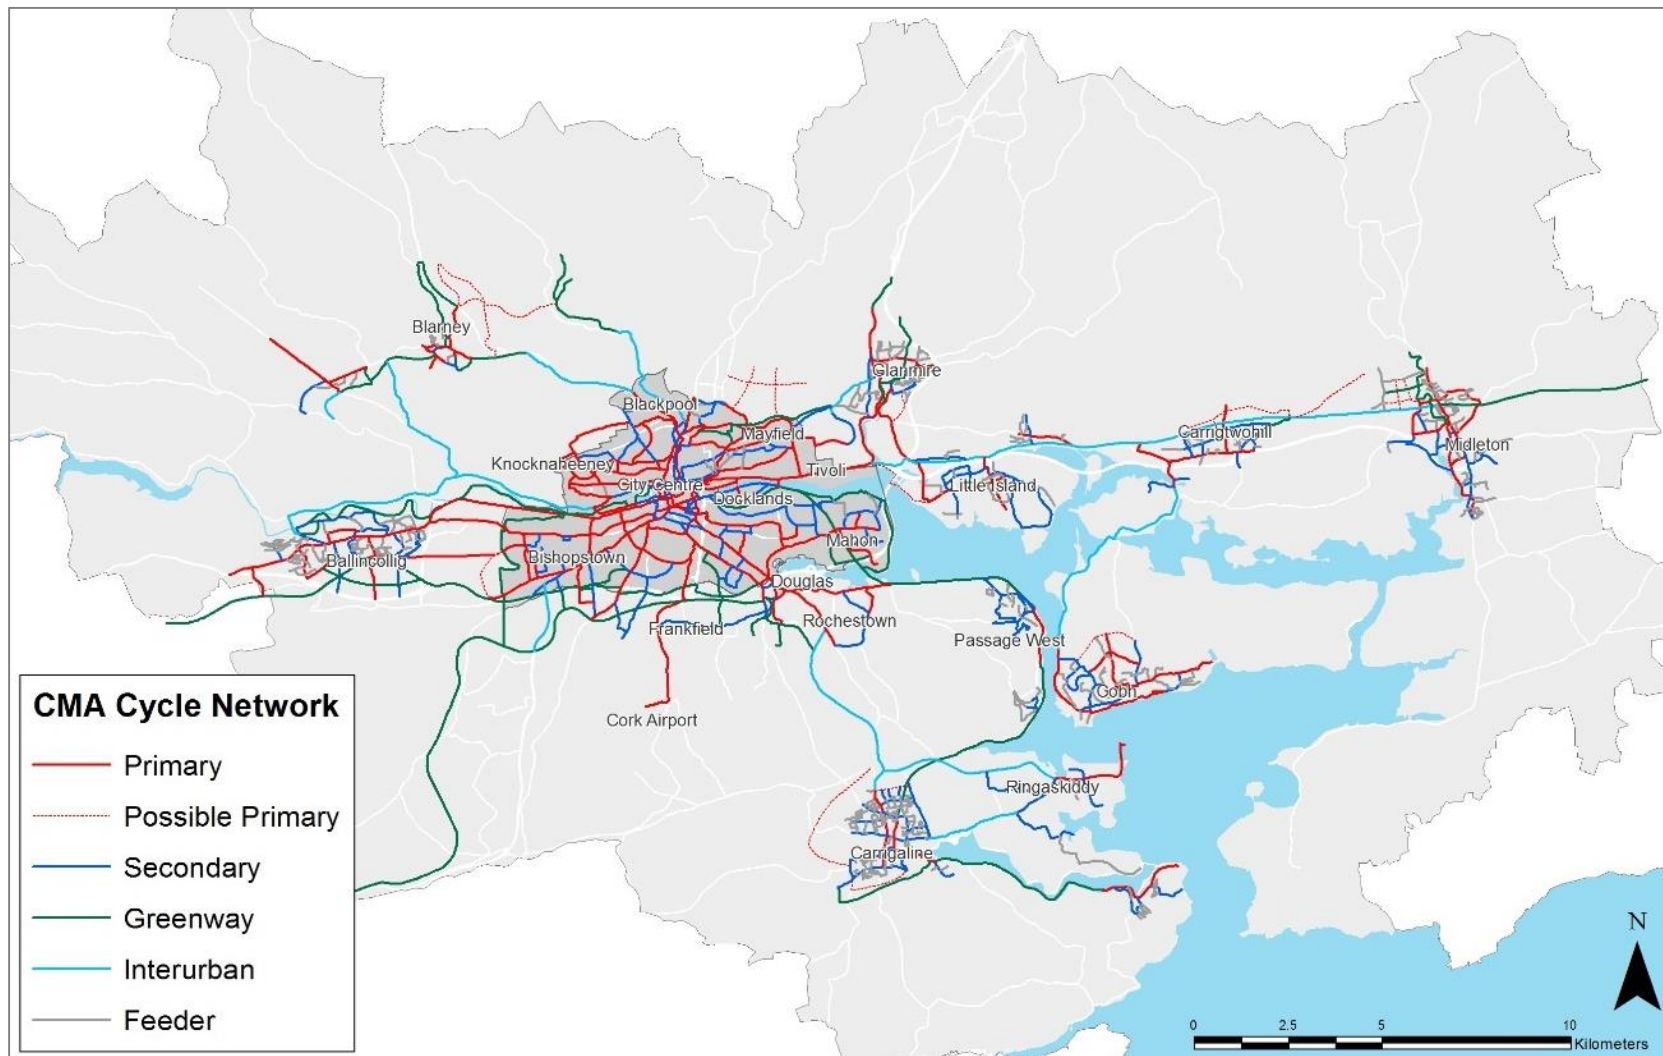 Blarney
Glanmire
Blackpool
Mayfield
Carrigtwohill
Midleton
Knocknaheeney
Tivoli
City Centre
Docklands
Little Island
Mahon
Bishopstown
Ballincollig
Douglas
Rochestown
Frankfield
Passage West
Cobh
Cork Airport
Ringaskiddy
Carrigaline
CMA Cycle Network
Primary
Possible Primary
Secondary
Greenway
Interurban
Feeder
N
0 2.5 5 10
Kilometers